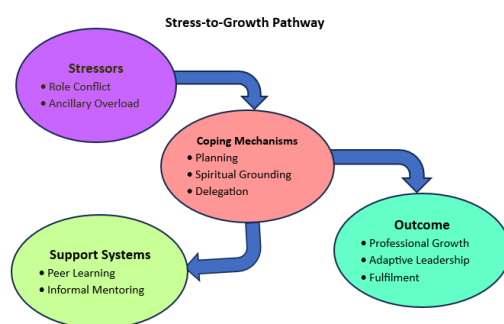 Stress-to-Growth Pathway
Stressors
• Role Conflict
• Ancillary Overload
Coping Mechanisms
• Planning
• Spiritual Grounding
• Delegation
Support Systems
• Peer Learning
• Informal Mentoring
Outcome
• Professional Growth
• Adaptive Leadership
• Fulfilment